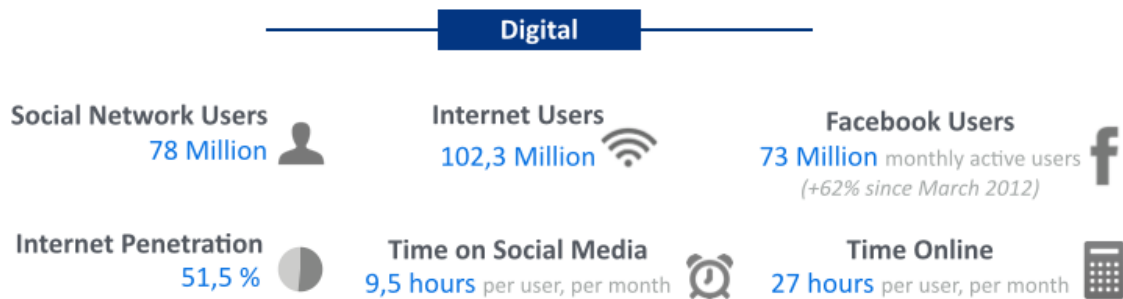 Digital
Social Network Users
78 Million
Internet Users
102,3 Million
Facebook Users
73 Million monthly active users
(+62% since March 2012)
Internet Penetration
51,5 %
Time on Social Media
9,5 hours per user, per month
Time Online
27 hours per user, per month